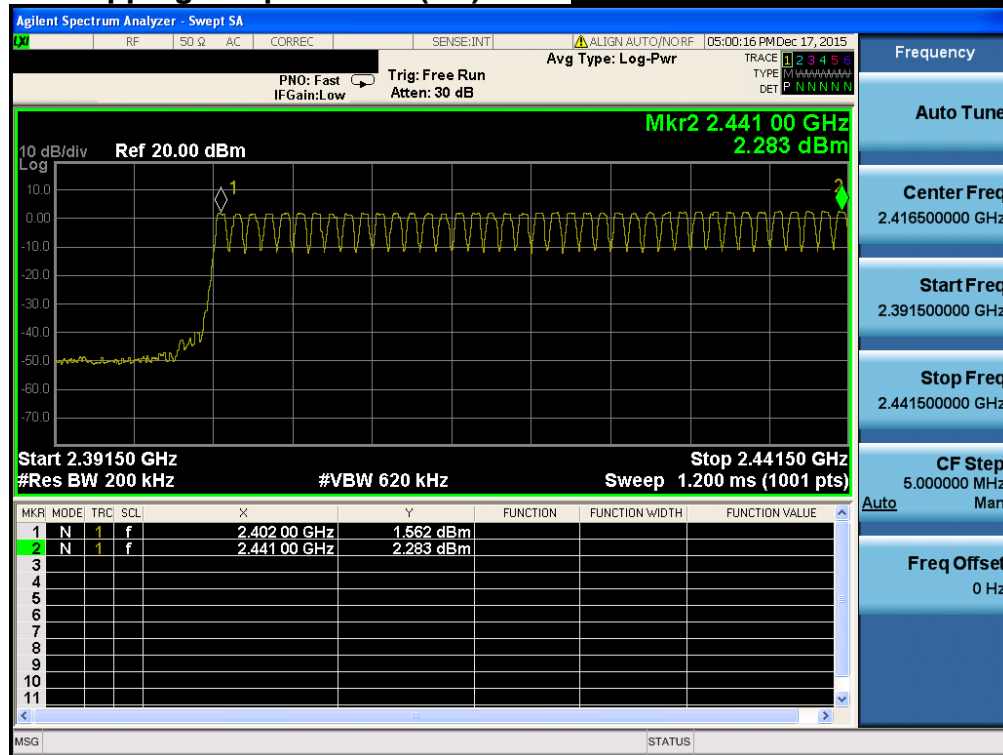 Agilent Spectrum Analyzer - Swept SA
LXI RF 50 Ω AC CORREC SENSE:INT ALIGN AUTO/NO RF 05:00:16 PM Dec 17, 2015
Avg Type: Log-Pwr TRACE 1 2 3 4 5 6
PNO: Fast Trig: Free Run TYPE M WWWWW
IFGain:Low Atten: 30 dB DET P N N N N N
Mkr2 2.441 00 GHz
2.283 dBm
10 dB/div Ref 20.00 dBm
Log
10.0
0.00
-10.0
-20.0
-30.0
-40.0
-50.0
-60.0
-70.0
1
2
Start 2.39150 GHz Stop 2.44150 GHz
#Res BW 200 kHz #VBW 620 kHz Sweep 1.200 ms (1001 pts)
MKR MODE TRC SCL X Y FUNCTION FUNCTION WIDTH FUNCTION VALUE
1 N 1 f 2.402 00 GHz 1.562 dBm
2 N 1 f 2.441 00 GHz 2.283 dBm
3
4
5
6
7
8
9
10
11
MSG STATUS
Frequency
Auto Tune
Center Freq
2.416500000 GHz
Start Freq
2.391500000 GHz
Stop Freq
2.441500000 GHz
CF Step
5.000000 MHz
Auto Man
Freq Offset
0 Hz